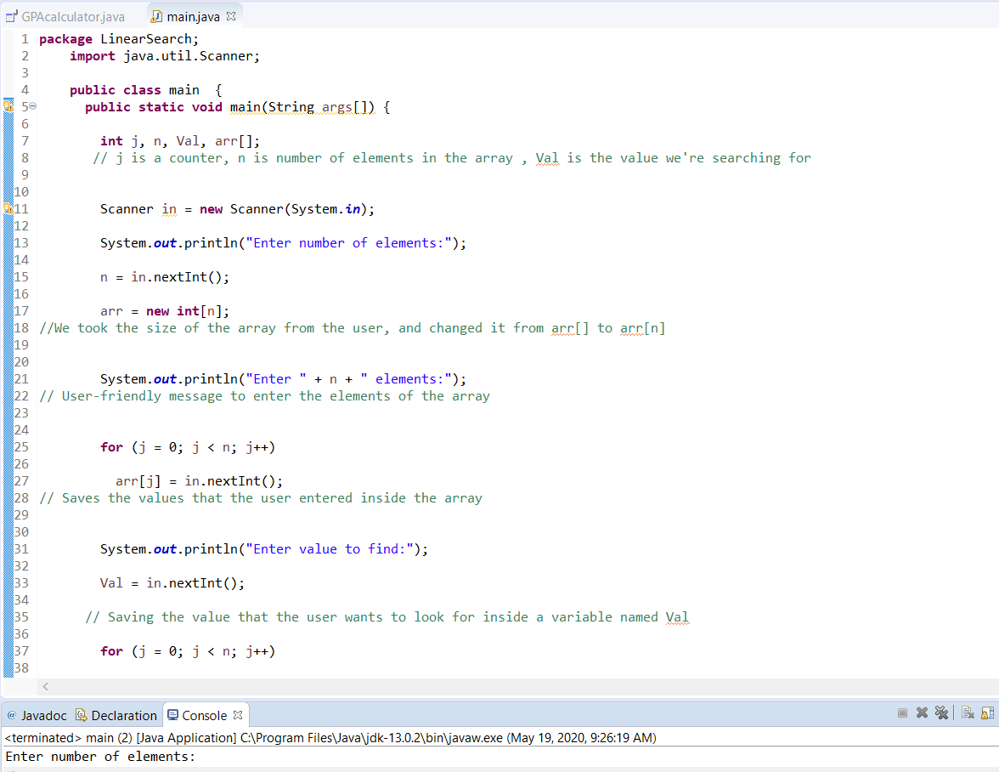 GPAcalculator.java main.java
1 package LinearSearch;
2 import java.util.Scanner;
3
4 public class main {
5 public static void main(String args[]) {
6
7 int j, n, Val, arr[];
8 // j is a counter, n is number of elements in the array , Val is the value we're searching for
9
10
11 Scanner in = new Scanner(System.in);
12
13 System.out.println("Enter number of elements:");
14
15 n = in.nextInt();
16
17 arr = new int[n];
18 //We took the size of the array from the user, and changed it from arr[] to arr[n]
19
20
21 System.out.println("Enter " + n + " elements:");
22 // User-friendly message to enter the elements of the array
23
24
25 for (j = 0; j < n; j++)
26
27 arr[j] = in.nextInt();
28 // Saves the values that the user entered inside the array
29
30
31 System.out.println("Enter value to find:");
32
33 Val = in.nextInt();
34
35 // Saving the value that the user wants to look for inside a variable named Val
36
37 for (j = 0; j < n; j++)
38
@ Javadoc Declaration Console
<terminated> main (2) [Java Application] C:\Program Files\Java\jdk-13.0.2\bin\javaw.exe (May 19, 2020, 9:26:19 AM)
Enter number of elements: